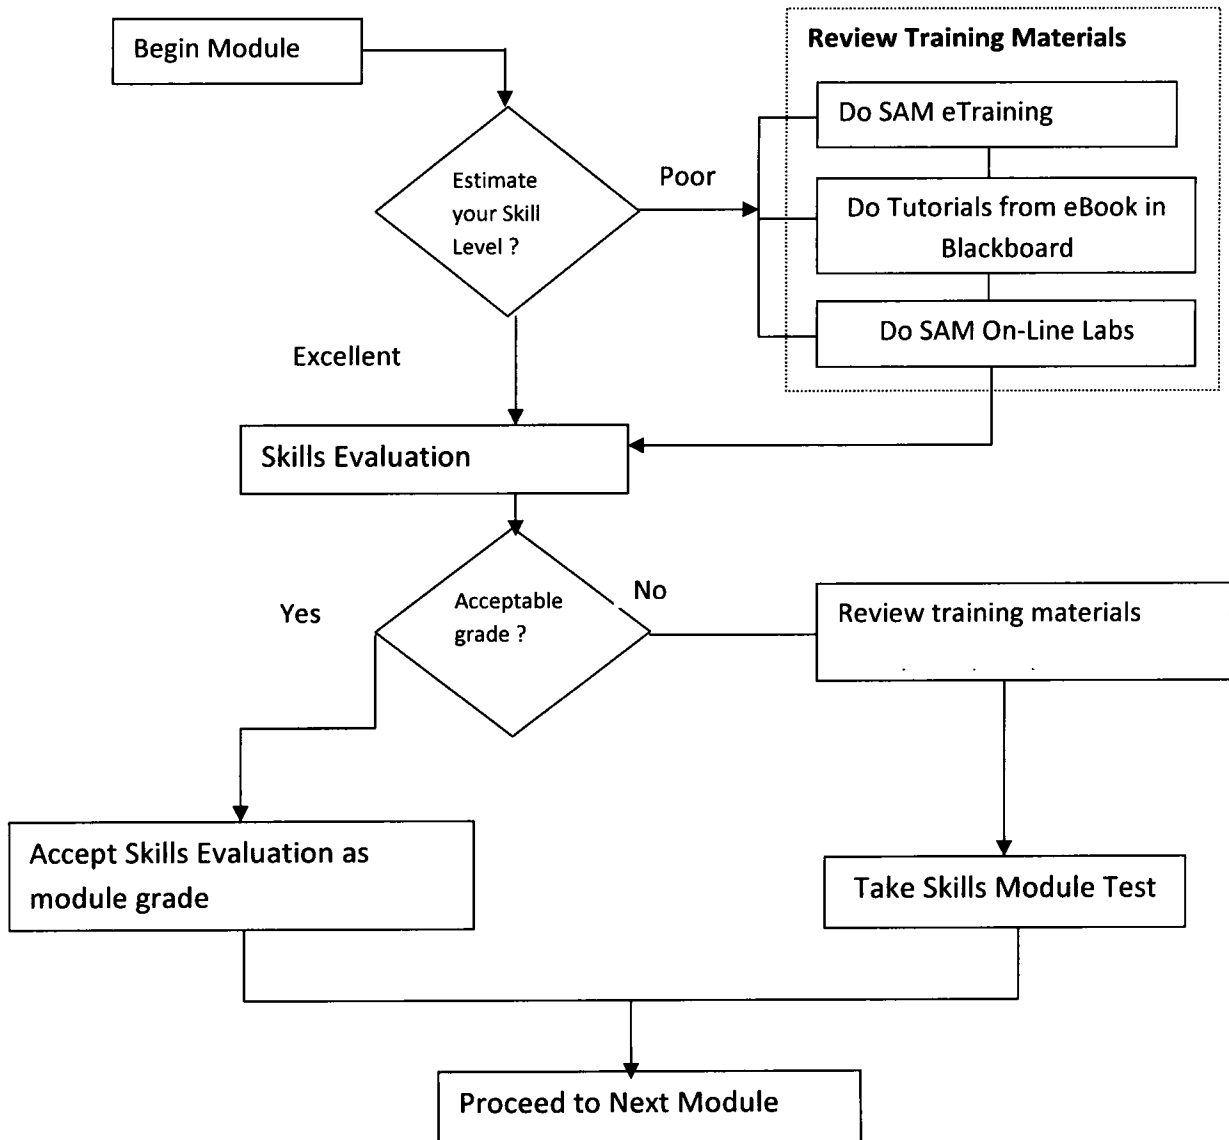 Begin Module
Review Training Materials
Do SAM eTraining
Estimate
your Skill
Level ?
Poor
Do Tutorials from eBook in
Blackboard
Do SAM On-Line Labs
Excellent
Skills Evaluation
Acceptable
grade ?
Yes
No
Review training materials
Accept Skills Evaluation as
module grade
Take Skills Module Test
Proceed to Next Module